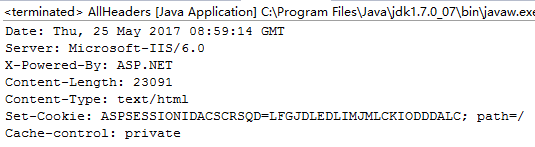 <terminated> AllHeaders [Java Application] C:\Program Files\Java\jdk1.7.0_07\bin\javaw.exe
Date: Thu, 25 May 2017 08:59:14 GMT
Server: Microsoft-IIS/6.0
X-Powered-By: ASP.NET
Content-Length: 23091
Content-Type: text/html
Set-Cookie: ASPSESSIONIDACSCRSQD=LFGJDLEDLIMJMLCKIODDDALC; path=/
Cache-control: private